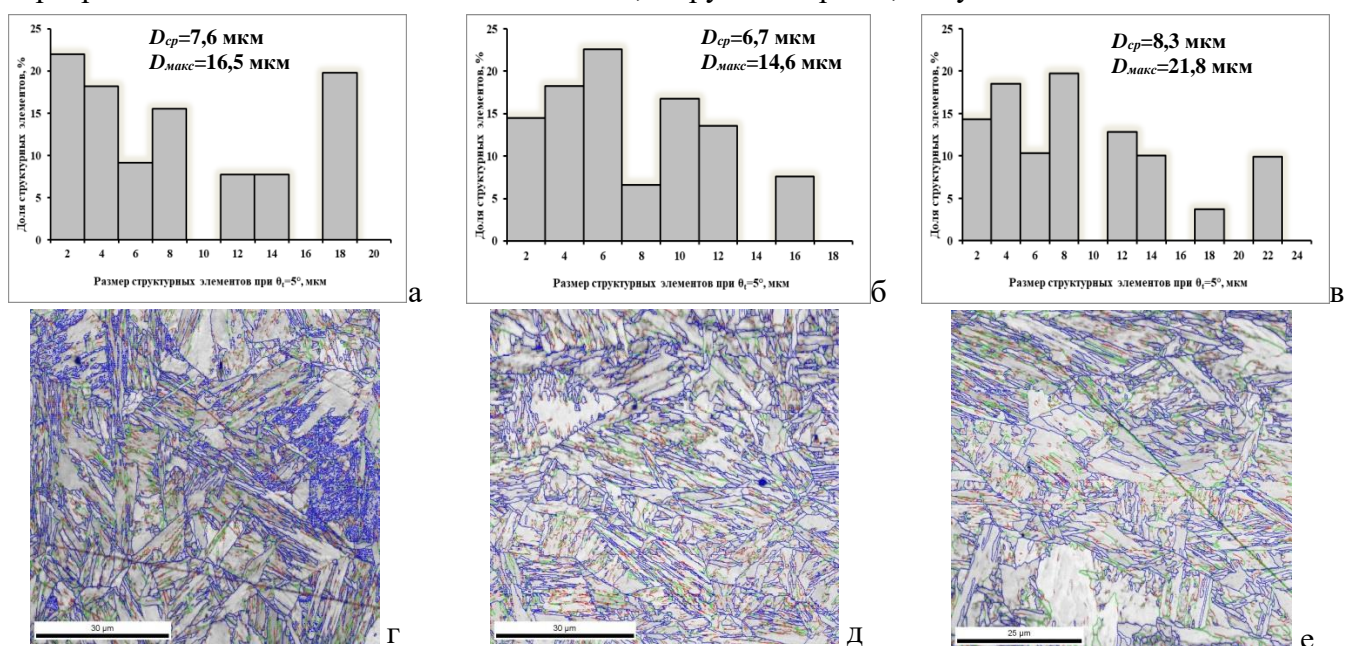 Dср=7,6 мкм
Dмакс=16,5 мкм
Доля структурных элементов, %
25
20
15
10
5
0
2 4 6 8 10 12 14 16 18 20
Размер структурных элементов при θt=5°, мкм
а
Dср=6,7 мкм
Dмакс=14,6 мкм
Доля структурных элементов, %
25
20
15
10
5
0
2 4 6 8 10 12 14 16 18
Размер структурных элементов при θt=5°, мкм
б
Dср=8,3 мкм
Dмакс=21,8 мкм
Доля структурных элементов, %
25
20
15
10
5
0
2 4 6 8 10 12 14 16 18 20 22 24
Размер структурных элементов при θt=5°, мкм
в
30 µm
г
30 µm
д
25 µm
е